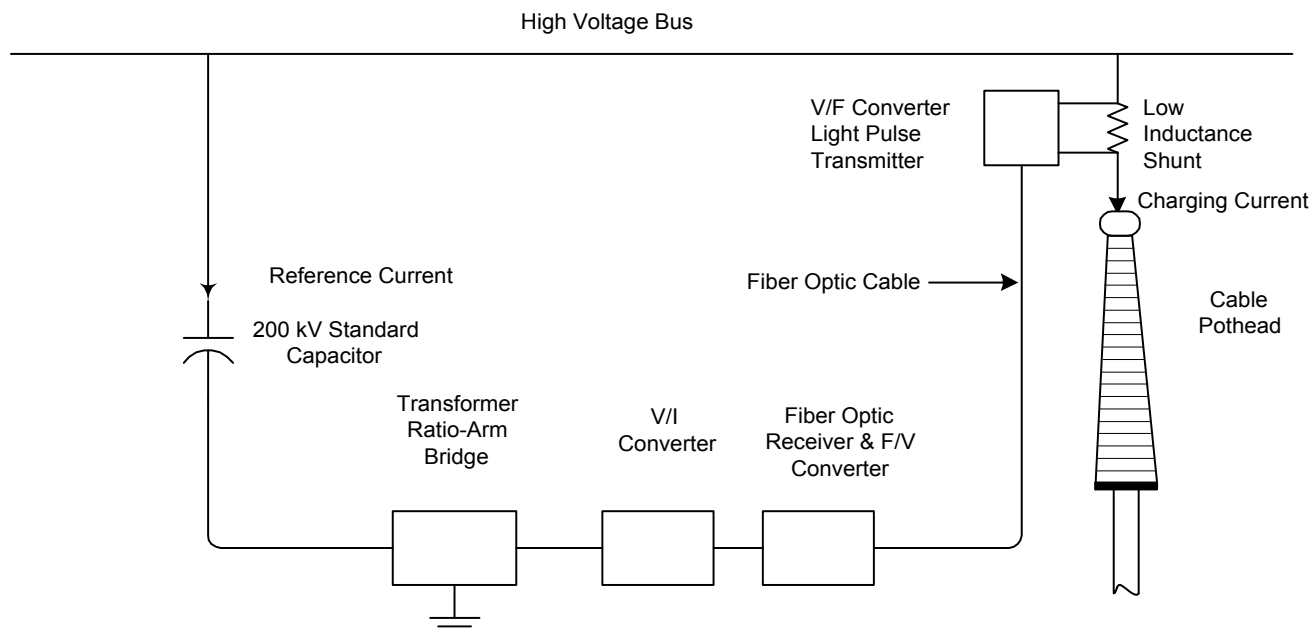 High Voltage Bus
V/F Converter
Light Pulse
Transmitter
Low
Inductance
Shunt
Charging Current
Reference Current
Fiber Optic Cable
200 kV Standard
Capacitor
Cable
Pothead
Transformer
Ratio-Arm
Bridge
V/I
Converter
Fiber Optic
Receiver & F/V
Converter